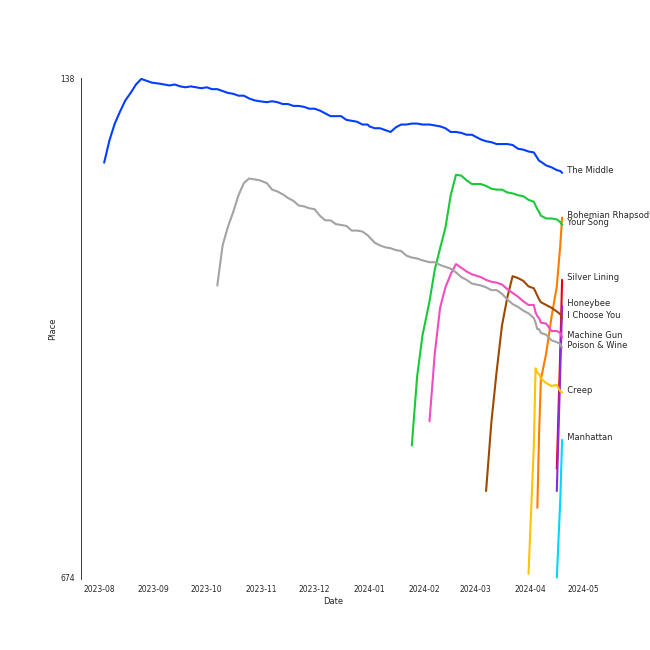 138
The Middle
Bohemian Rhapsod
Your Song
Silver Lining
Honeybee
I Choose You
Place
Machine Gun
Poison & Wine
Creep
Manhattan
674
2023-08 2023-09 2023-10 2023-11 2023-12 2024-01 2024-02 2024-03 2024-04 2024-05
Date